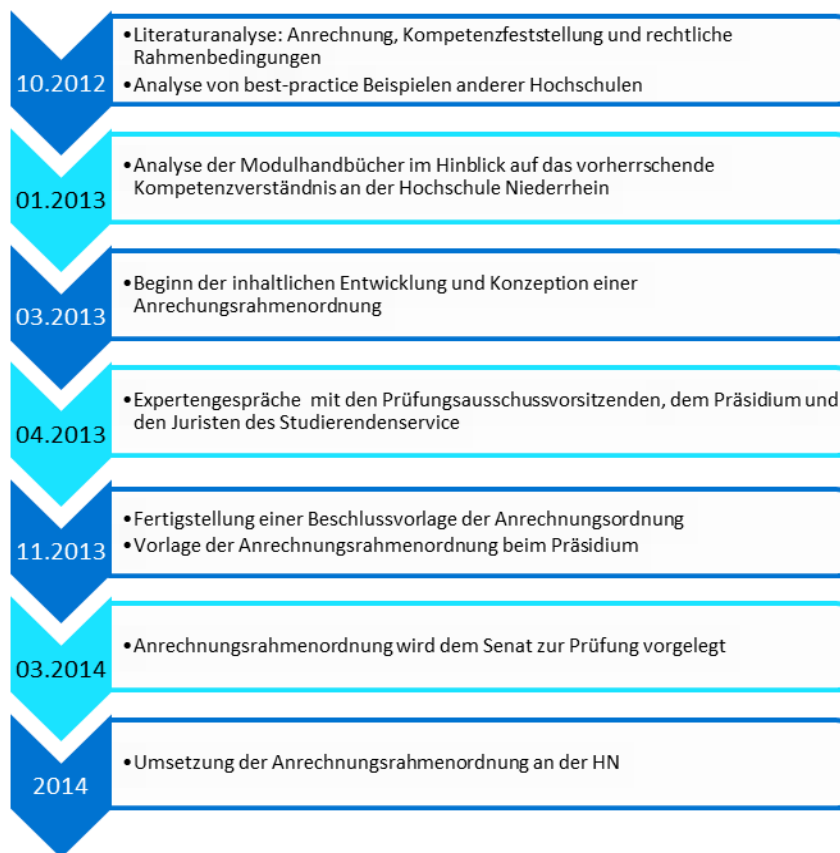 10.2012
•Literaturanalyse: Anrechnung, Kompetenzfeststellung und rechtliche
Rahmenbedingungen
•Analyse von best-practice Beispielen anderer Hochschulen
01.2013
•Analyse der Modulhandbücher im Hinblick auf das vorherrschende
Kompetenzverständnis an der Hochschule Niederrhein
03.2013
•Beginn der inhaltlichen Entwicklung und Konzeption einer
Anrechungsrahmenordnung
04.2013
•Expertengespräche mit den Prüfungsausschussvorsitzenden, dem Präsidium und
den Juristen des Studierendenservice
11.2013
•Fertigstellung einer Beschlussvorlage der Anrechnungsordnung
•Vorlage der Anrechnungsrahmenordnung beim Präsidium
03.2014
•Anrechnungsrahmenordnung wird dem Senat zur Prüfung vorgelegt
2014
•Umsetzung der Anrechnungsrahmenordnung an der HN